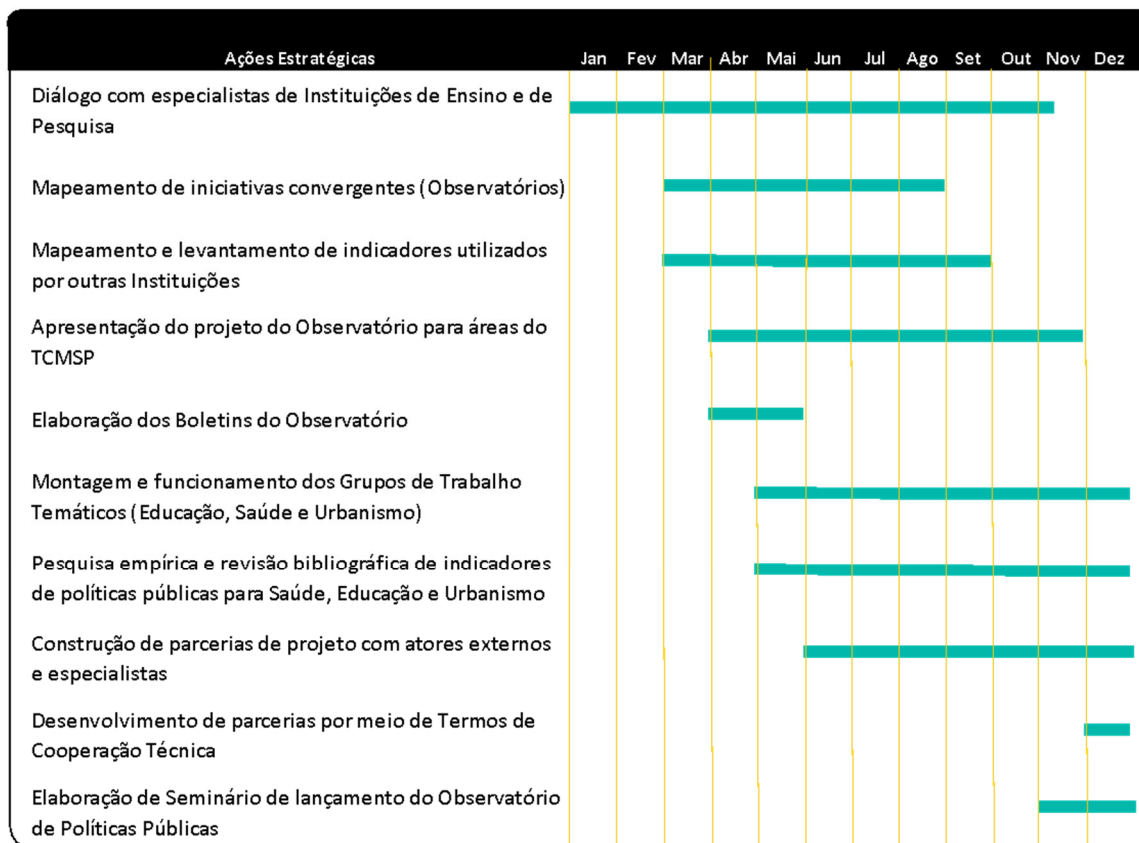 Ações Estratégicas Jan Fev Mar Abr Mai Jun Jul Ago Set Out Nov Dez
Diálogo com especialistas de Instituições de Ensino e de
Pesquisa
Mapeamento de iniciativas convergentes (Observatórios)
Mapeamento e levantamento de indicadores utilizados
por outras Instituições
Apresentação do projeto do Observatório para áreas do
TCMSP
Elaboração dos Boletins do Observatório
Montagem e funcionamento dos Grupos de Trabalho
Temáticos (Educação, Saúde e Urbanismo)
Pesquisa empírica e revisão bibliográfica de indicadores
de políticas públicas para Saúde, Educação e Urbanismo
Construção de parcerias de projeto com atores externos
e especialistas
Desenvolvimento de parcerias por meio de Termos de
Cooperação Técnica
Elaboração de Seminário de lançamento do Observatório
de Políticas Públicas